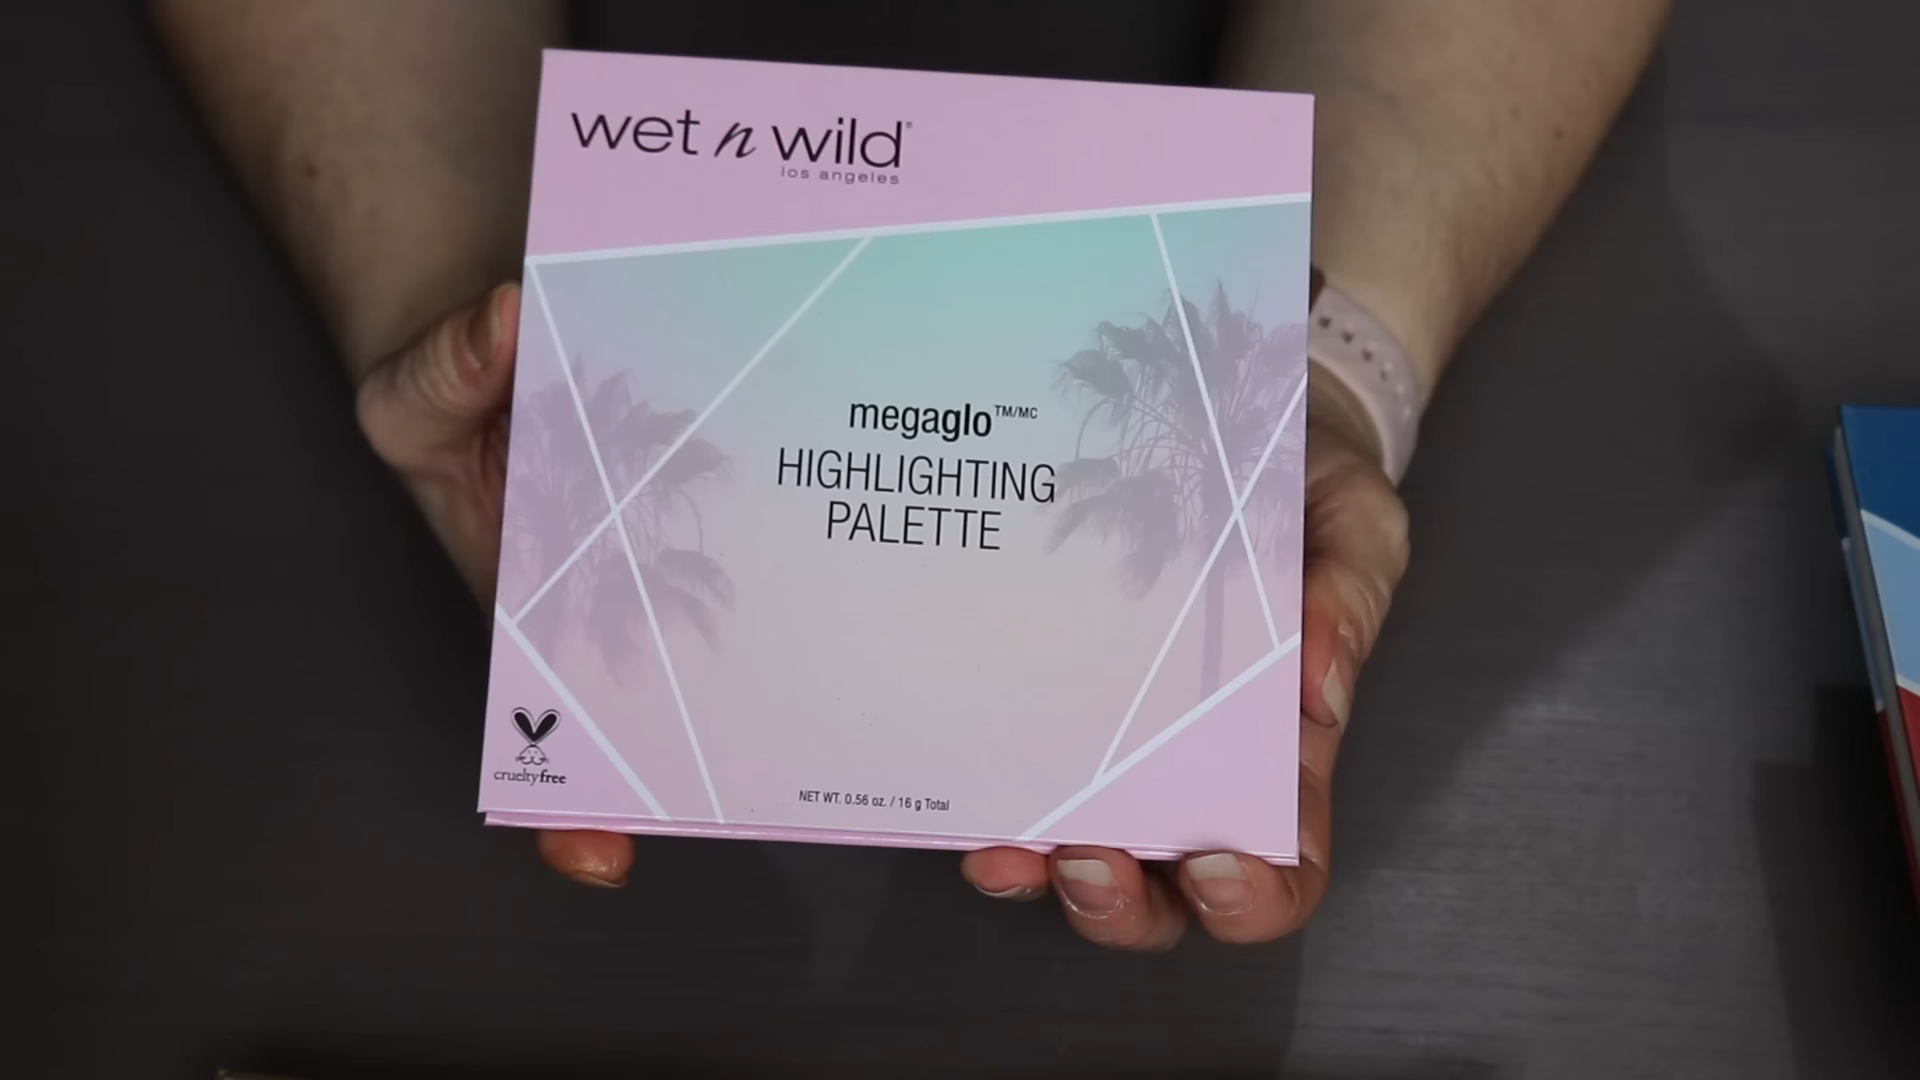 wet n wild®
los angeles
megaglo™/MC
HIGHLIGHTING
PALETTE
crueltyfree
NET WT. 0.56 oz. / 16 g Total